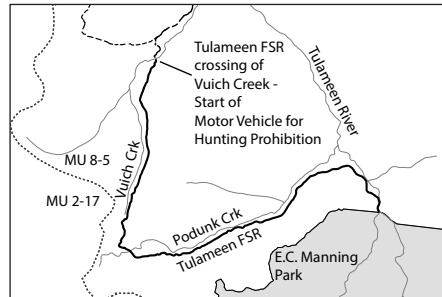 Tulameen FSR
crossing of
Vuich Creek -
Start of
Motor Vehicle for
Hunting Prohibition
Tulameen River
MU 8-5
Vuich Crk
MU 2-17
Podunk Crk
Tulameen FSR
E.C. Manning
Park